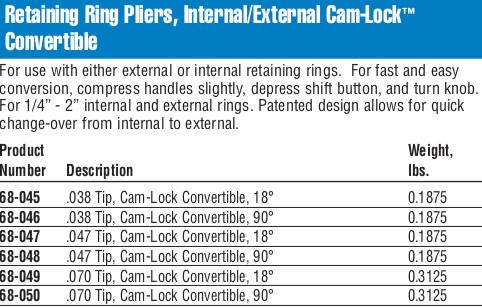 Retaining Ring Pliers, Internal/External Cam-Lock™
Convertible
For use with either external or internal retaining rings. For fast and easy
conversion, compress handles slightly, depress shift button, and turn knob.
For 1/4” - 2” internal and external rings. Patented design allows for quick
change-over from internal to external.
Product Weight,
Number Description lbs.
68-045 .038 Tip, Cam-Lock Convertible, 18° 0.1875
68-046 .038 Tip, Cam-Lock Convertible, 90° 0.1875
68-047 .047 Tip, Cam-Lock Convertible, 18° 0.1875
68-048 .047 Tip, Cam-Lock Convertible, 90° 0.1875
68-049 .070 Tip, Cam-Lock Convertible, 18° 0.3125
68-050 .070 Tip, Cam-Lock Convertible, 90° 0.3125